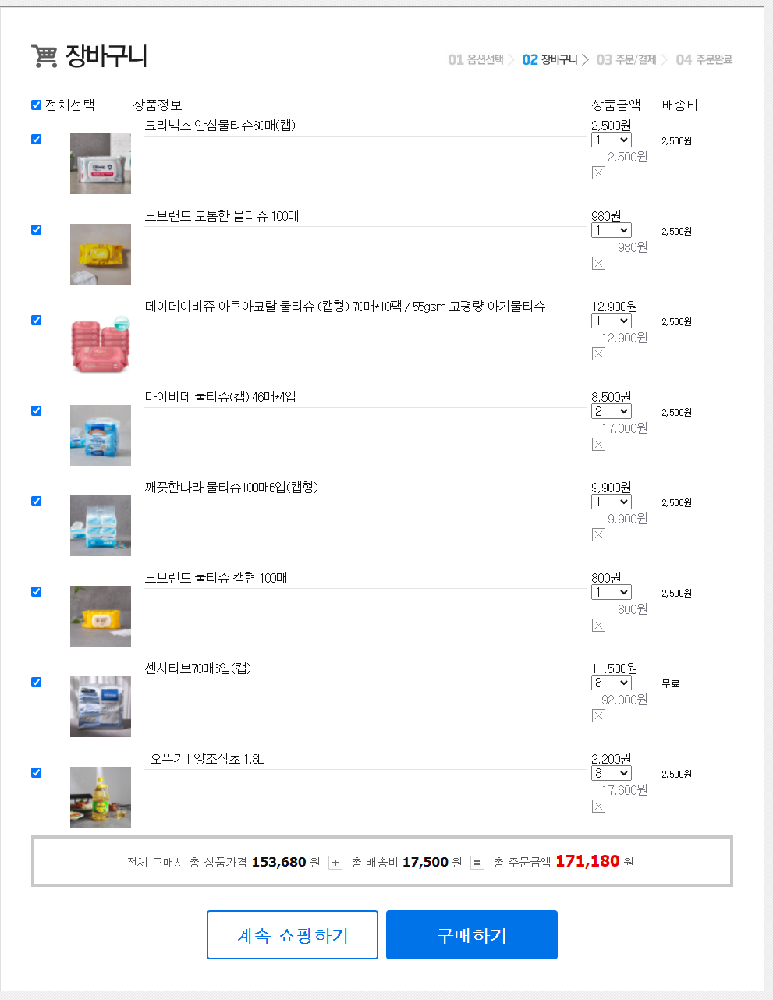 장바구니
01 옵션선택 02 장바구니 03 주문/결제 04 주문완료
전체선택 상품정보 상품금액 배송비
크리넥스 안심물티슈60매(캡) 2,500원
1 2,500원
2,500원
노브랜드 도톰한 물티슈 100매 980원
1 2,500원
980원
데이데이비쥬 아쿠아코랄 물티슈 (캡형) 70매*10팩 / 55gsm 고평량 아기물티슈 12,900원
1 2,500원
12,900원
마이비데 물티슈(캡) 46매*4입 8,500원
2 2,500원
17,000원
깨끗한나라 물티슈100매6입(캡형) 9,900원
1 2,500원
9,900원
노브랜드 물티슈 캡형 100매 800원
1 2,500원
800원
센시티브70매6입(캡) 11,500원
8 무료
92,000원
[오뚜기] 양조식초 1.8L 2,200원
8 2,500원
17,600원
전체 구매시 총 상품가격 153,680 원 + 총 배송비 17,500 원 = 총 주문금액 171,180 원
계속 쇼핑하기 구매하기